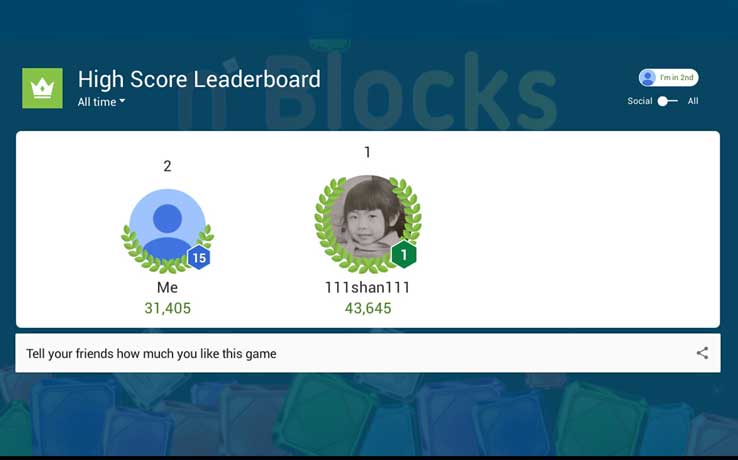 n'Blocks
High Score Leaderboard
I'm in 2nd
All time
Social All
2
1
15
1
Me
111shan111
31,405
43,645
Tell your friends how much you like this game